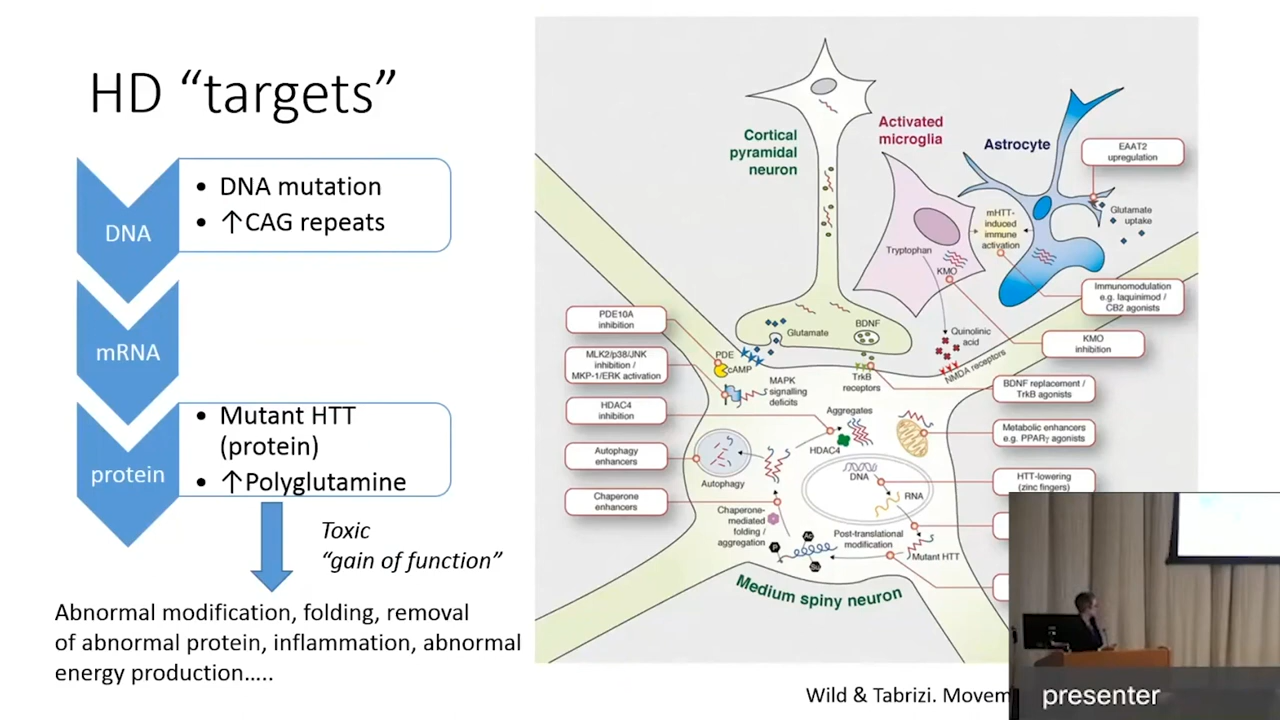 HD “targets”
DNA
• DNA mutation
• ↑CAG repeats
mRNA
protein
• Mutant HTT
(protein)
• ↑Polyglutamine
Toxic
“gain of function”
Abnormal modification, folding, removal
of abnormal protein, inflammation, abnormal
energy production…..
Cortical
pyramidal
neuron
Activated
microglia
Astrocyte
EAAT2
upregulation
Glutamate
uptake
mHTT-
induced
immune
activation
Tryptophan
KMO
Immunomodulation
e.g. laquinimod /
CB2 agonists
Quinolinic
acid
KMO
inhibition
NMDA receptors
Glutamate
BDNF
TrkB
receptors
BDNF replacement /
TrkB agonists
PDE10A
inhibition
PDE
cAMP
MLK2/p38/JNK
inhibition /
MKP-1/ERK activation
MAPK
signalling
deficits
HDAC4
inhibition
Aggregates
HDAC4
Metabolic enhancers
e.g. PPARγ agonists
Autophagy
enhancers
Autophagy
DNA
RNA
HTT-lowering
(zinc fingers)
Chaperone
enhancers
Chaperone-
mediated
folding /
aggregation
Post-translational
modification
Mutant HTT
P
Ac
Medium spiny neuron
Wild & Tabrizi. Movem
presenter